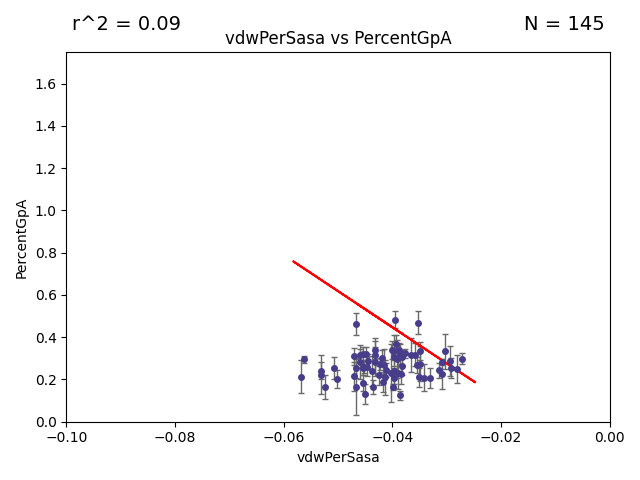 r^2 = 0.09 N = 145
vdwPerSasa vs PercentGpA
PercentGpA
1.6
1.4
1.2
1.0
0.8
0.6
0.4
0.2
0.0
−0.10 −0.08 −0.06 −0.04 −0.02 0.00
vdwPerSasa